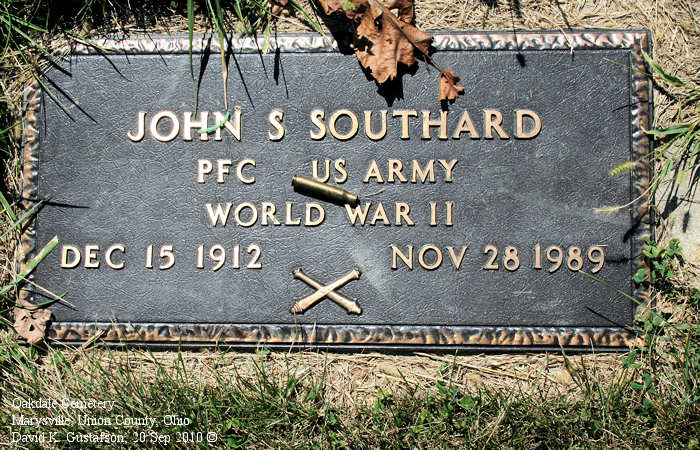 JOHN S SOUTHARD
PFC US ARMY
WORLD WAR II
DEC 15 1912 NOV 28 1989
Oakdale Cemetery
Marysville, Union County, Ohio
David K. Gustafson, 20 Sep 2010 ©